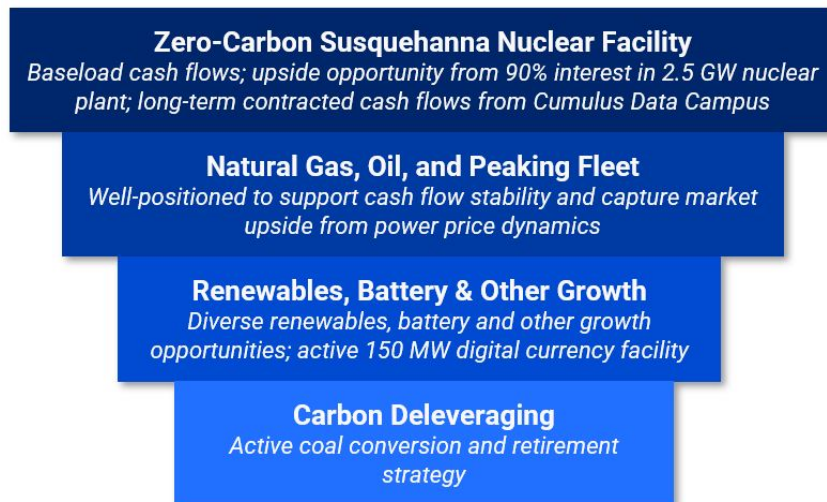 Zero-Carbon Susquehanna Nuclear Facility
Baseload cash flows; upside opportunity from 90% interest in 2.5 GW nuclear
plant; long-term contracted cash flows from Cumulus Data Campus
Natural Gas, Oil, and Peaking Fleet
Well-positioned to support cash flow stability and capture market
upside from power price dynamics
Renewables, Battery & Other Growth
Diverse renewables, battery and other growth
opportunities; active 150 MW digital currency facility
Carbon Deleveraging
Active coal conversion and retirement
strategy